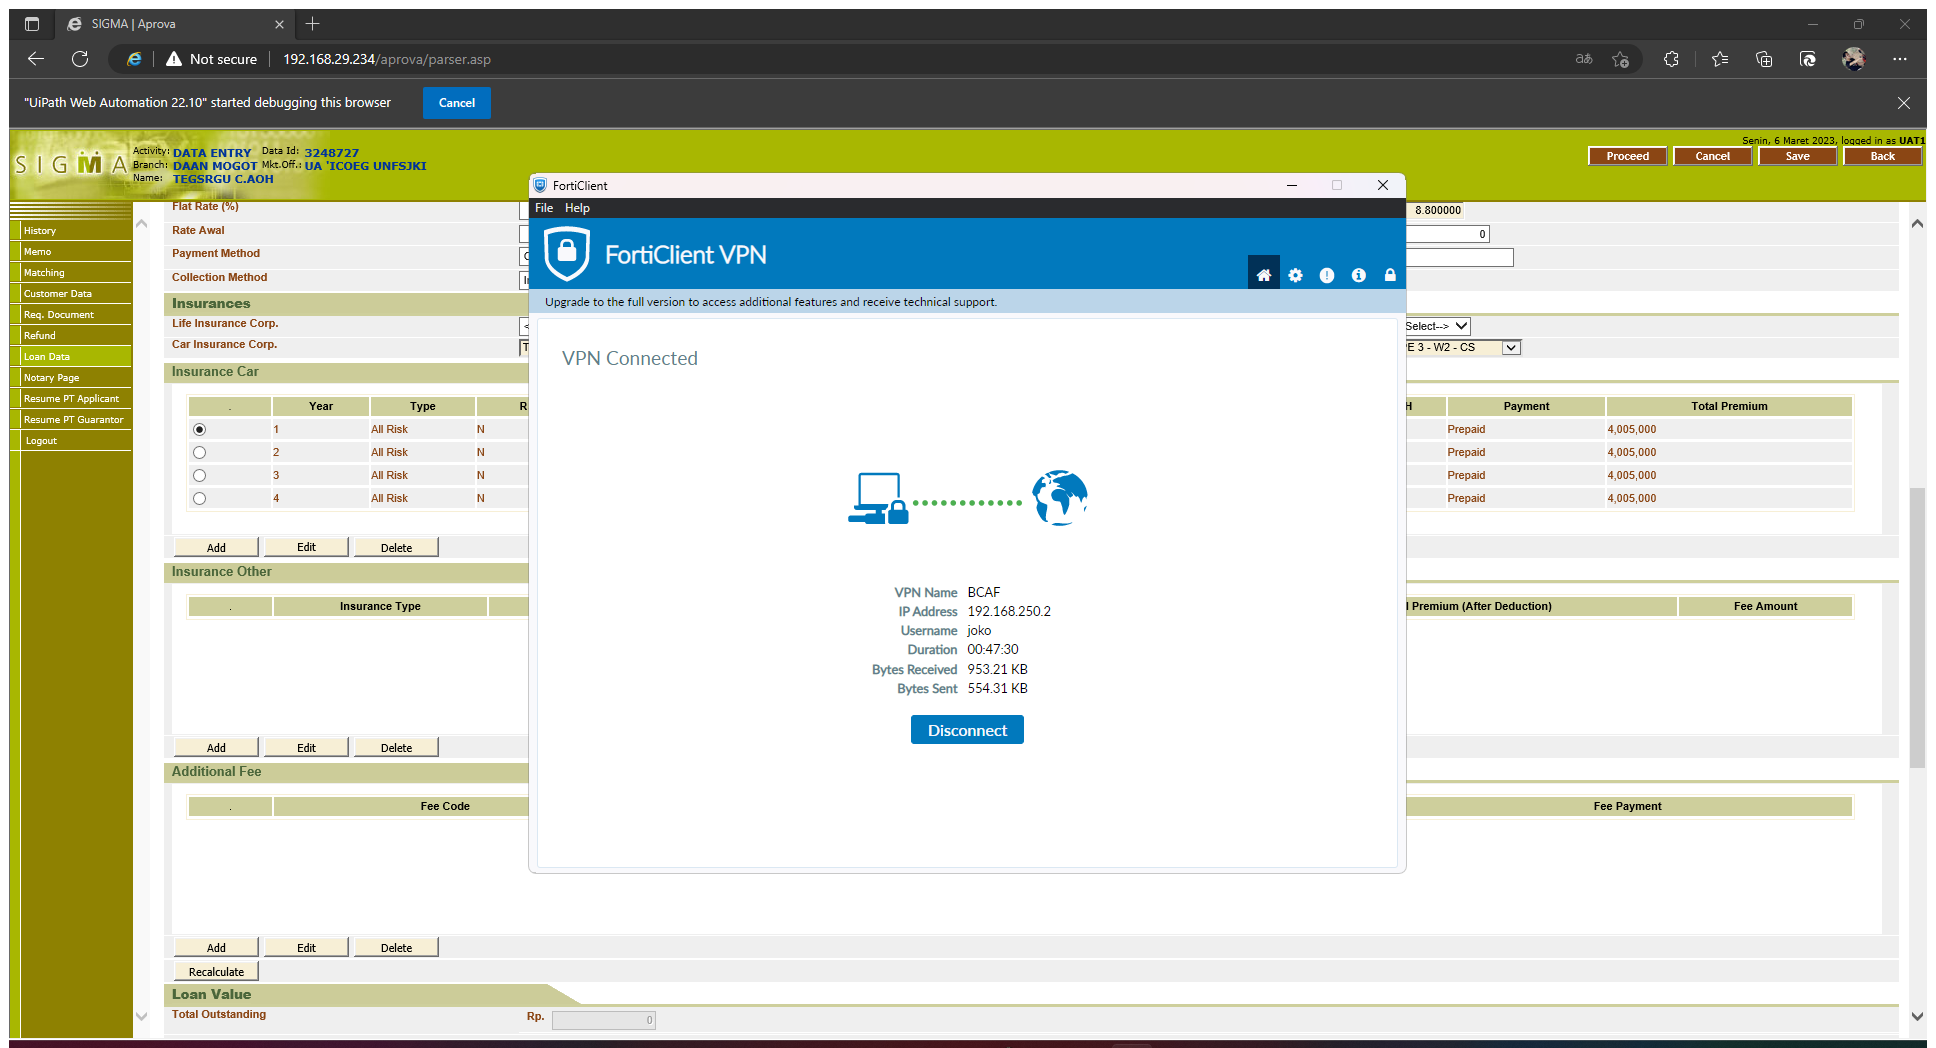 SIGMA | Aprova
Not secure
192.168.29.234/aprova/parser.asp
"UiPath Web Automation 22.10" started debugging this browser
Cancel
SIGMA
Activity: DATA ENTRY Data Id: 3248727
Branch: DAAN MOGOT Mkt.Off.: UA 'ICOEG UNFSJKI
Name: TEGSRGU C.AOH
Senin, 6 Maret 2023, logged in as UAT1
Proceed Cancel Save Back
History
Memo
Matching
Customer Data
Req. Document
Refund
Loan Data
Notary Page
Resume PT Applicant
Resume PT Guarantor
Logout
Flat Rate (%)
8.800000
Rate Awal
0
Payment Method
Collection Method
Insurances
Life Insurance Corp.
Select-->
Car Insurance Corp.
E 3 - W2 - CS
Insurance Car
. Year Type R H Payment Total Premium
1 All Risk N Prepaid 4,005,000
2 All Risk N Prepaid 4,005,000
3 All Risk N Prepaid 4,005,000
4 All Risk N Prepaid 4,005,000
Add Edit Delete
Insurance Other
. Insurance Type l Premium (After Deduction) Fee Amount
Add Edit Delete
Additional Fee
. Fee Code Fee Payment
Add Edit Delete
Recalculate
Loan Value
Total Outstanding Rp. 0
FortiClient
File Help
FortiClient VPN
Upgrade to the full version to access additional features and receive technical support.
VPN Connected
VPN Name BCAF
IP Address 192.168.250.2
Username joko
Duration 00:47:30
Bytes Received 953.21 KB
Bytes Sent 554.31 KB
Disconnect